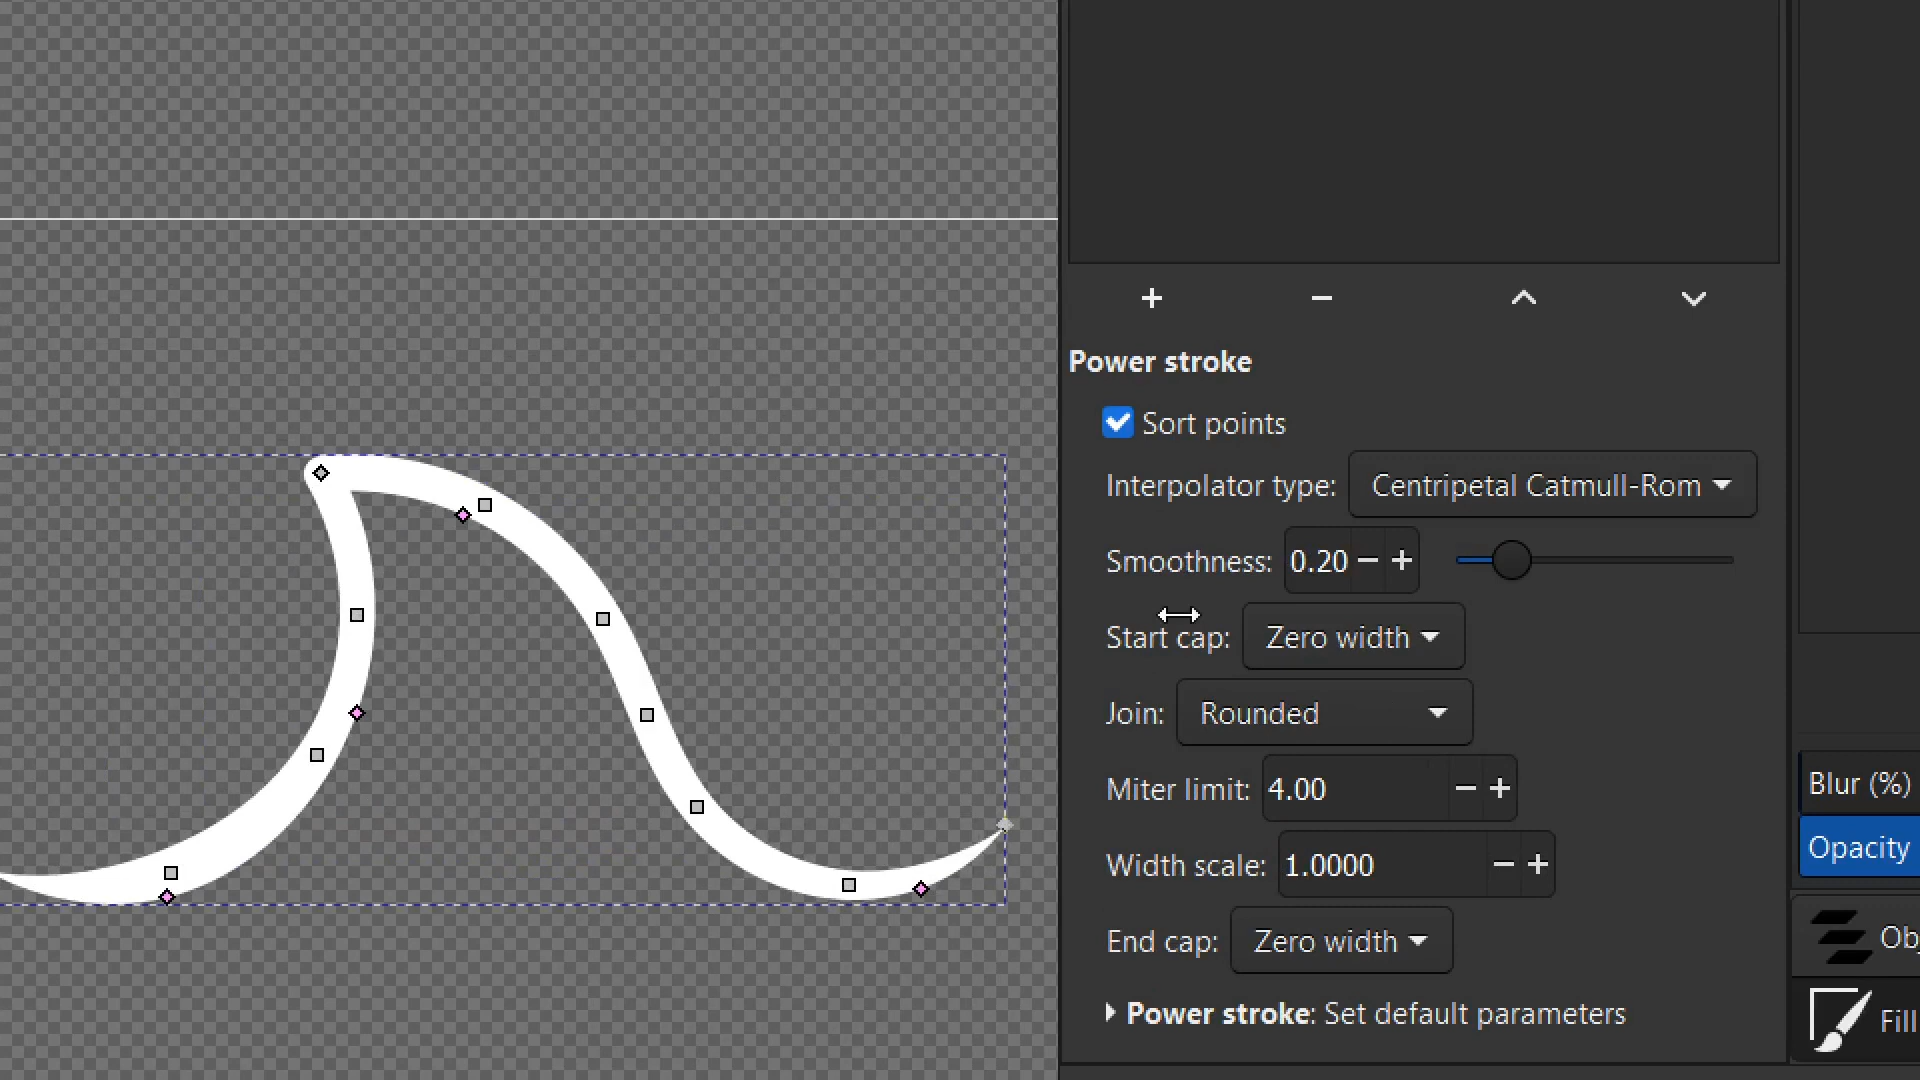 Power stroke
Sort points
Interpolator type: Centripetal Catmull-Rom
Smoothness: 0.20
Start cap: Zero width
Join: Rounded
Miter limit: 4.00
Blur (%)
Opacity
Width scale: 1.0000
End cap: Zero width
Power stroke: Set default parameters
Fill